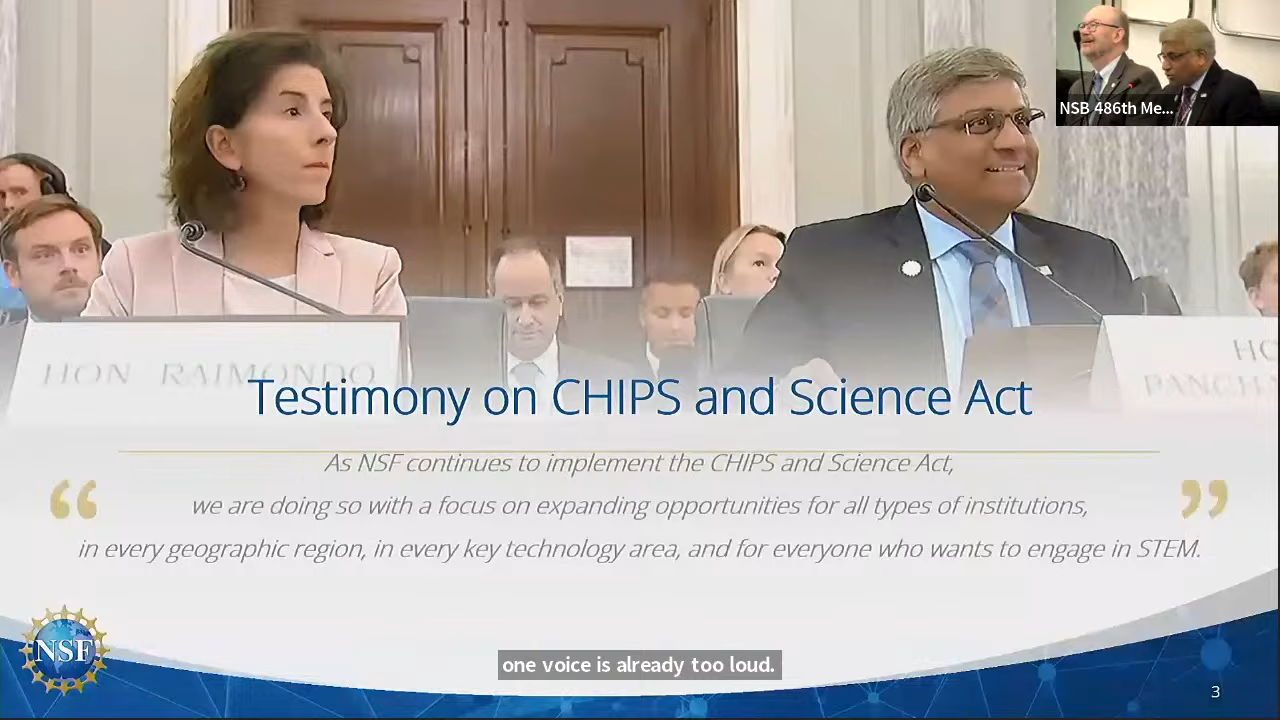 NSB 486th Me...
HON RAIMONDO
HO
PANCH
Testimony on CHIPS and Science Act
“ As NSF continues to implement the CHIPS and Science Act,
we are doing so with a focus on expanding opportunities for all types of institutions,
in every geographic region, in every key technology area, and for everyone who wants to engage in STEM. ”
NSF
one voice is already too loud.
3